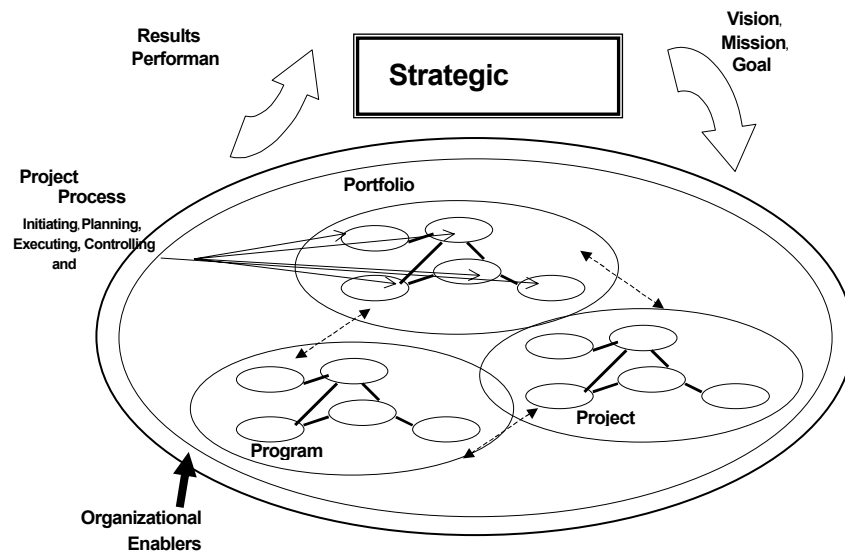 Results
Performan
Strategic
Vision,
Mission,
Goal
Project
Process
Initiating, Planning,
Executing, Controlling
and
Portfolio
Project
Program
Organizational
Enablers